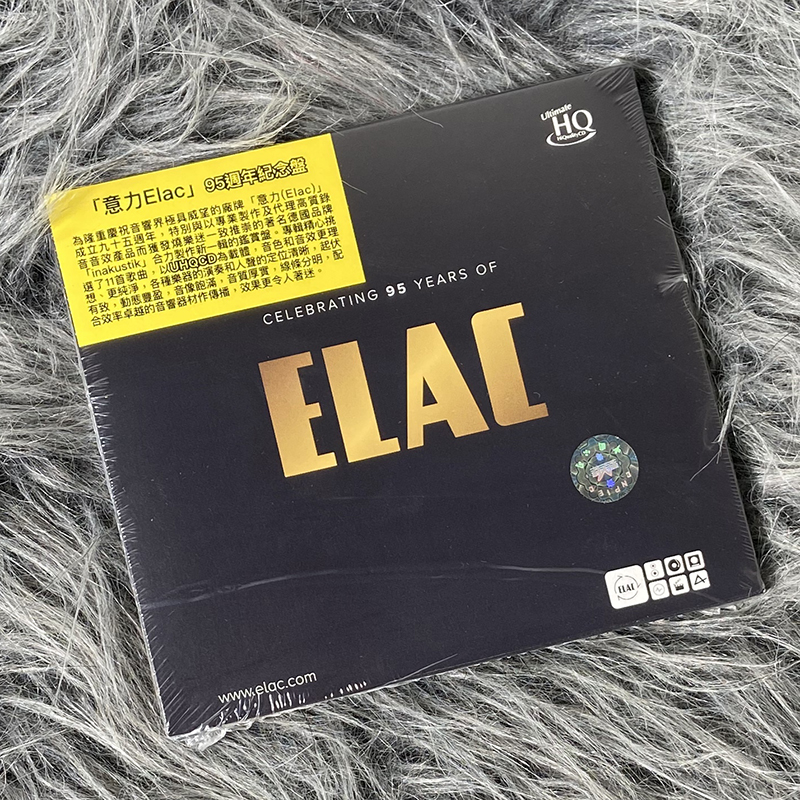 「意力Elac」95週年紀念盤
為隆重慶祝音響界極具威望的廠牌「意力(Elac)」
成立九十五週年，特別與以專業製作及代理高質錄
音音效產品而獲發燒樂迷一致推崇的著名德國品牌
「inakustik」合力製作新一輯的鑑賞盤。專輯精心挑
選了11首歌曲，以UHQCD為載體，音色和音效更理
想、更純淨，各種樂器的演奏和人聲的定位清晰，起伏
有致，動態豐盈，音像飽滿，音質厚實，線條分明，配
合效率卓越的音響器材作傳播，效果更令人著迷。
Ultimate
HQ
HiQualityCD
CELEBRATING 95 YEARS OF
ELAC
ELAC
www.elac.com